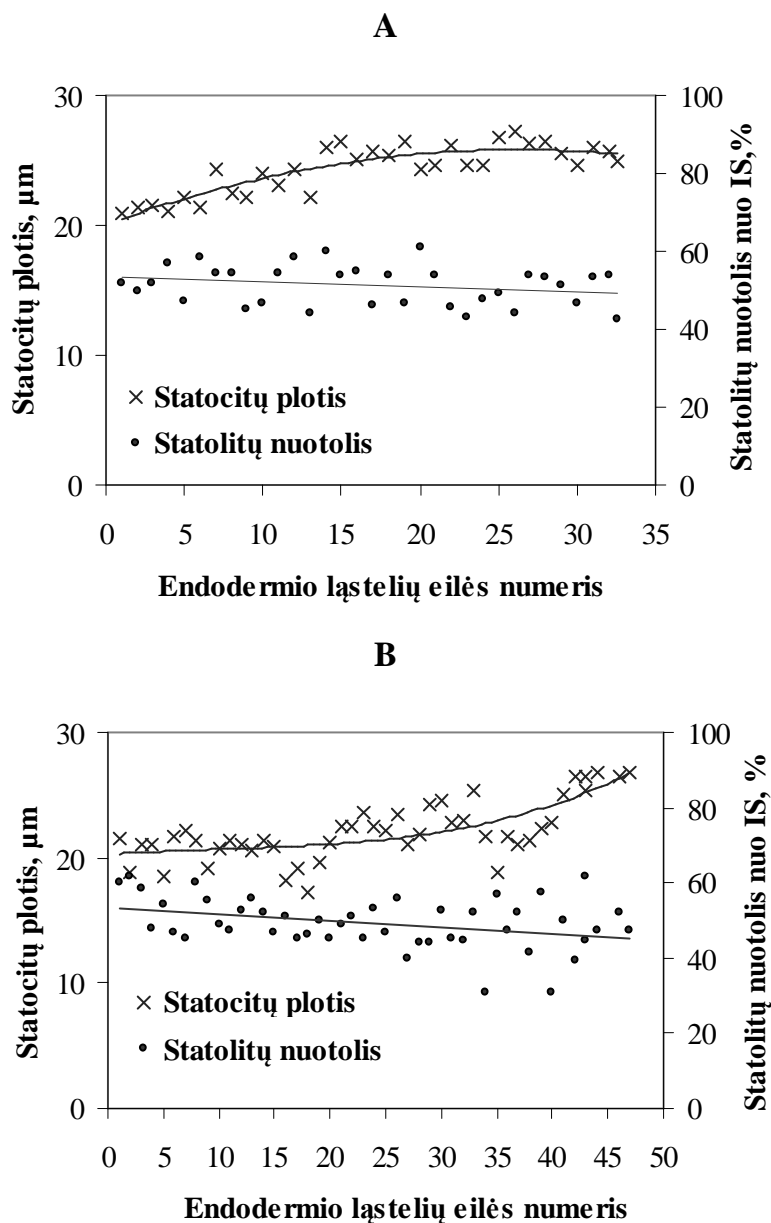 A
30
20
10
0
100
80
60
40
20
0
Statocitų plotis, µm
Statolitų nuotolis nuo IS,%
Statocitų plotis
Statolitų nuotolis
0 5 10 15 20 25 30 35
Endodermio ląstelių eilės numeris
B
30
20
10
0
100
80
60
40
20
0
Statocitų plotis, µm
Statolitų nuotolis nuo IS, %
Statocitų plotis
Statolitų nuotolis
0 5 10 15 20 25 30 35 40 45 50
Endodermio ląstelių eilės numeris